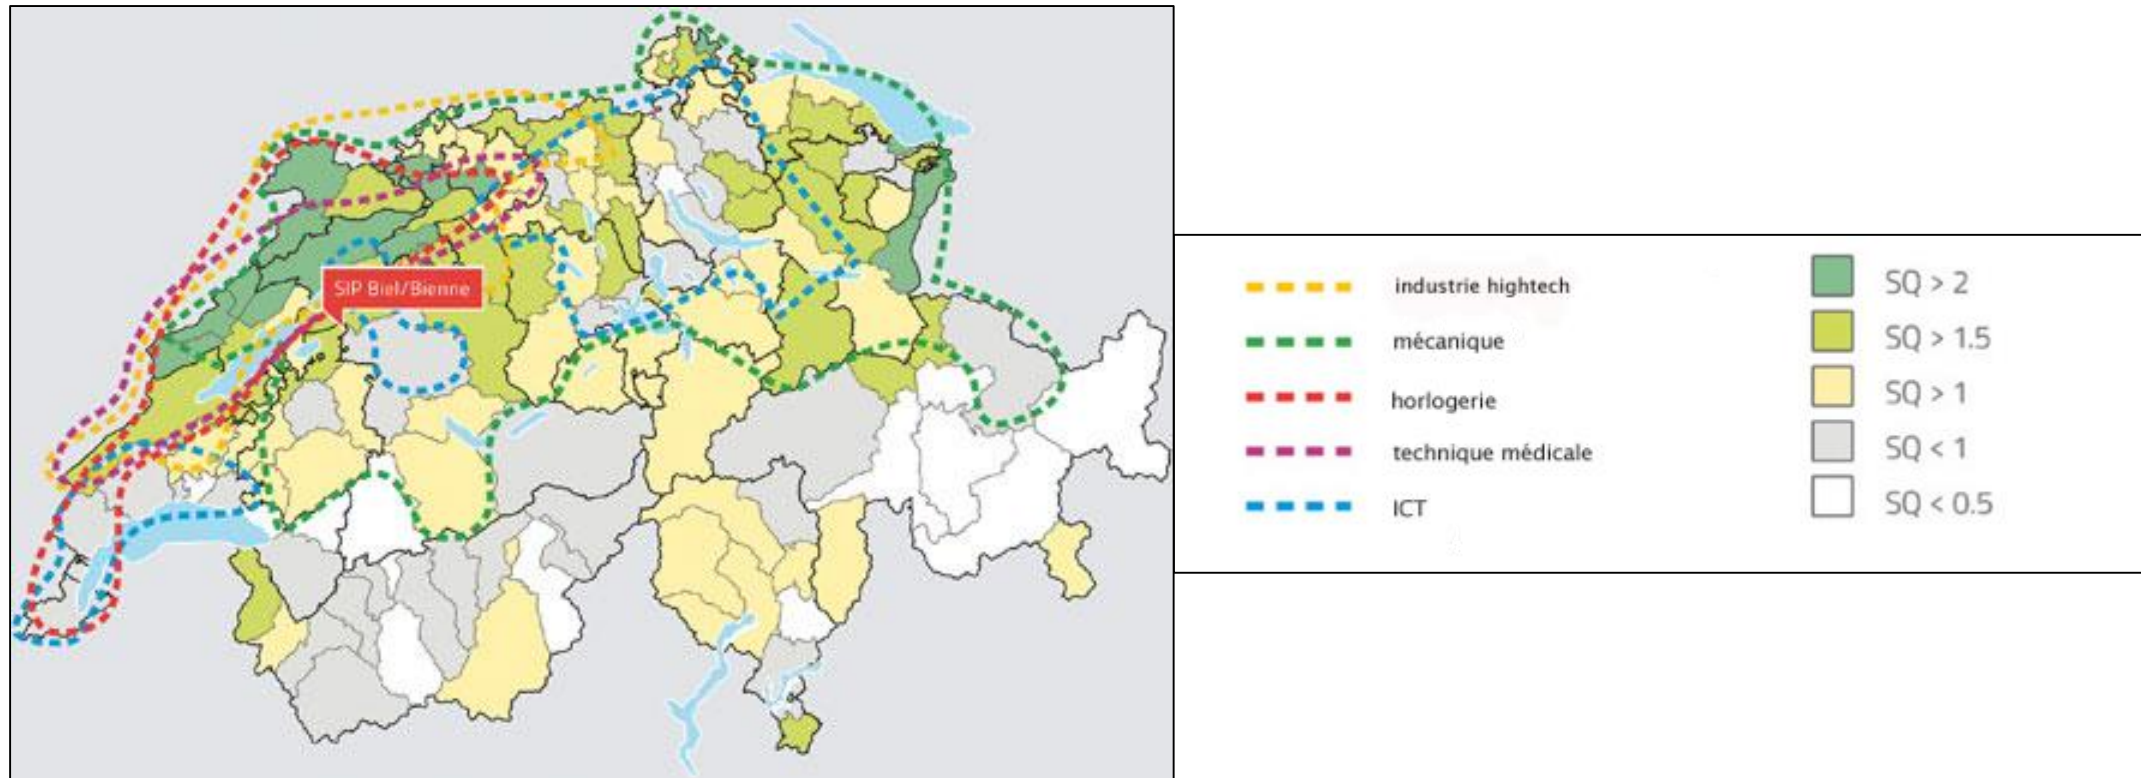 SIP Biel/Bienne
industrie hightech
mécanique
horlogerie
technique médicale
ICT
SQ > 2
SQ > 1.5
SQ > 1
SQ < 1
SQ < 0.5